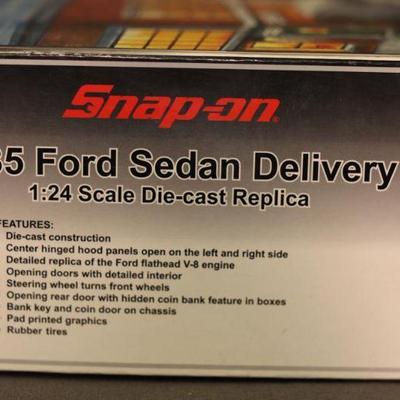 Snap-on
35 Ford Sedan Delivery
1:24 Scale Die-cast Replica
FEATURES:
Die-cast construction
Center hinged hood panels open on the left and right side
Detailed replica of the Ford flathead V-8 engine
Opening doors with detailed interior
Steering wheel turns front wheels
Opening rear door with hidden coin bank feature in boxes
Bank key and coin door on chassis
• Pad printed graphics
• Rubber tires